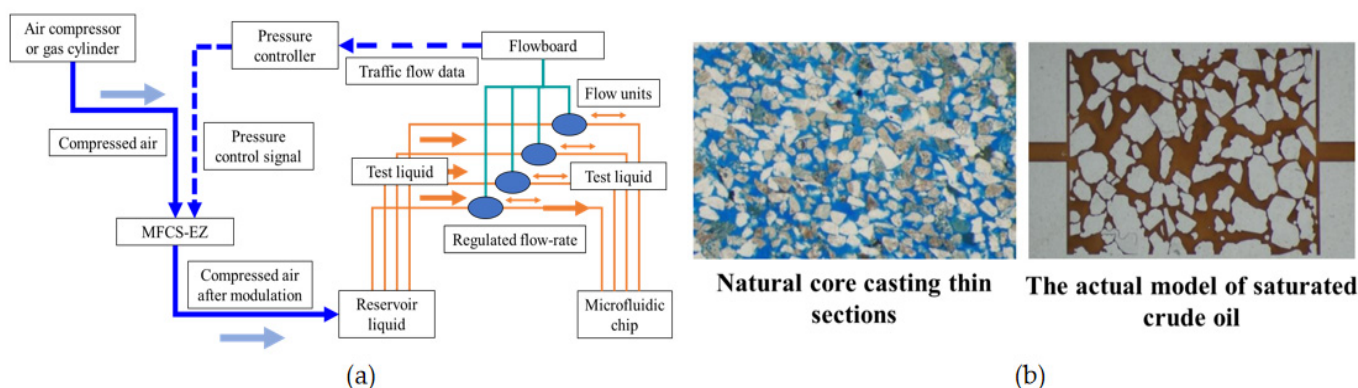 Air compressor
or gas cylinder
Pressure
controller
Flowboard
Traffic flow data
Flow units
Compressed air
Pressure
control signal
Test liquid
Test liquid
MFCS-EZ
Regulated flow-rate
Compressed air
after modulation
Reservoir
liquid
Microfluidic
chip
(a)
Natural core casting thin
sections
The actual model of saturated
crude oil
(b)